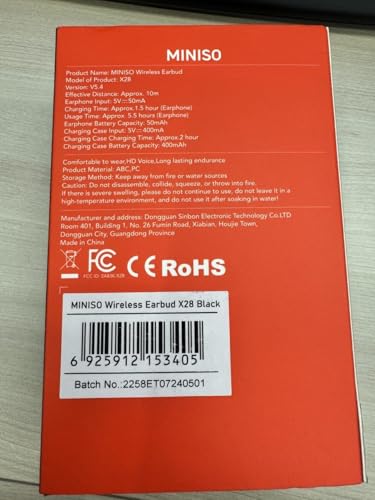 MINISO
Product Name: MINISO Wireless Earbud
Model of Product: X28
Version: V5.4
Effective Distance: Approx. 10m
Earphone Input: 5V⎓50mA
Charging Time: Approx.1.5 hour (Earphone)
Usage Time: Approx. 5.5 hours (Earphone)
Earphone Battery Capacity: 50mAh
Charging Case Input: 5V⎓400mA
Charging Case Charging Time: Approx.2 hour
Charging Case Battery Capacity: 400mAh
Comfortable to wear,HD Voice,Long lasting endurance
Product Material: ABC,PC
Storage Method: Keep away from fire or water sources
Caution: Do not disassemble, collide, squeeze, or throw into fire.
If there is severe swelling, please do not continue to use, do not leave it in a
high-temperature environment, and do not use it after soaking in water!
Manufacturer and address: Dongguan Sinbon Electronic Technology Co.LTD
Room 401, Building 1, No. 26 Fumin Road, Xiabian, Houjie Town,
Dongguan City, Guangdong Province
Made in China
FC CE RoHS
MINISO Wireless Earbud X28 Black
6 925912 153405
Batch No.:2258ET07240501